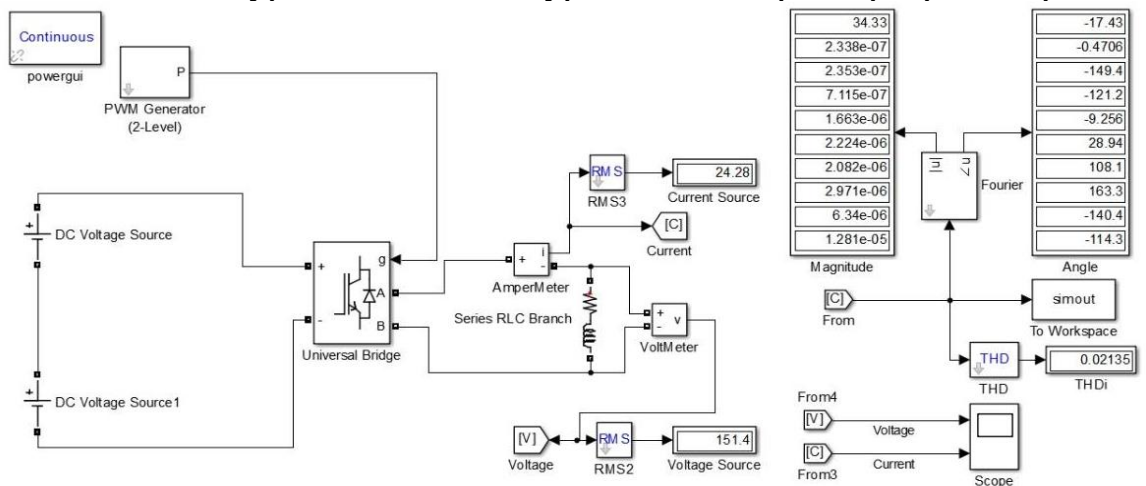 Continuous
powergui
P
PWM Generator
(2-Level)
DC Voltage Source
DC Voltage Source1
g
+
A
-
B
Universal Bridge
+
i
-
AmperMeter
RMS
RMS3
24.28
Current Source
[C]
Current
Series RLC Branch
+
-
v
VoltMeter
[V]
Voltage
RMS
RMS2
151.4
Voltage Source
34.33
2.338e-07
2.353e-07
7.115e-07
1.663e-06
2.224e-06
2.082e-06
2.971e-06
6.34e-06
1.281e-05
Magnitude
|n|
n7
Fourier
-17.43
-0.4706
-149.4
-121.2
-9.256
28.94
108.1
163.3
-140.4
-114.3
Angle
[C]
From
simout
To Workspace
THD
THD
0.02135
THDi
From4
[V]
Voltage
[C]
From3
Current
Scope